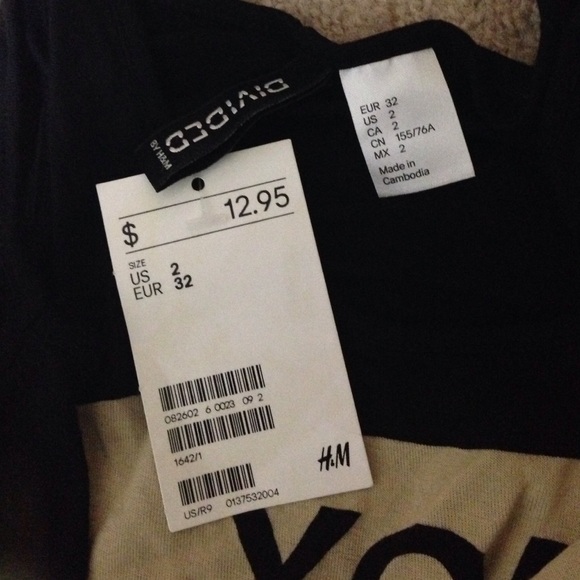 DIVIDED
BY H&M
EUR 32
US 2
CA 2
CN 155/76A
MX 2
Made in
Cambodia
$ 12.95
SIZE
US 2
EUR 32
082602 6 0023 09 2
1642/1
H&M
US/R9 0137532004
YO